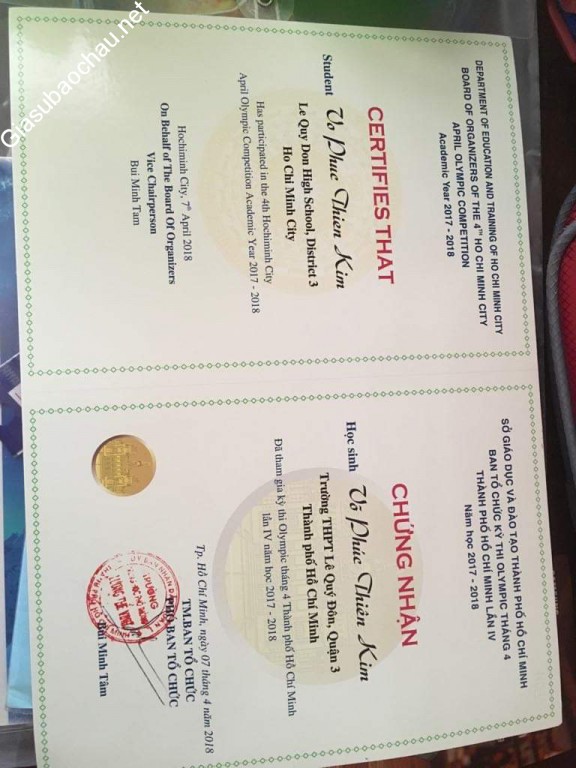 Giasubaochau.net
DEPARTMENT OF EDUCATION AND TRAINING OF HO CHI MINH CITY
BOARD OF ORGANIZERS OF THE 4th HO CHI MINH CITY
APRIL OLYMPIC COMPETITION
Academic Year 2017 - 2018
CERTIFIES THAT
Student Vo Phuc Thien Kim
Le Quy Don High School, District 3
Ho Chi Minh City
Has participated in the 4th Hochiminh City
April Olympic Competition Academic Year 2017 - 2018
Hochiminh City, 7th April 2018
On Behalf of The Board Of Organizers
Vice Chairperson
Bui Minh Tam
SỞ GIÁO DỤC VÀ ĐÀO TẠO THÀNH PHỐ HỒ CHÍ MINH
BAN TỔ CHỨC KỲ THI OLYMPIC THÁNG 4
THÀNH PHỐ HỒ CHÍ MINH LẦN IV
Năm học 2017 - 2018
CHỨNG NHẬN
Học sinh Võ Phúc Thiên Kim
Trường THPT Lê Quý Đôn, Quận 3
Thành phố Hồ Chí Minh
Đã tham gia kỳ thi Olympic tháng 4 Thành phố Hồ Chí Minh
lần IV năm học 2017 - 2018
Tp. Hồ Chí Minh, ngày 07 tháng 4 năm 2018
TM.BAN TỔ CHỨC
PHÓ BAN TỔ CHỨC
Bùi Minh Tâm